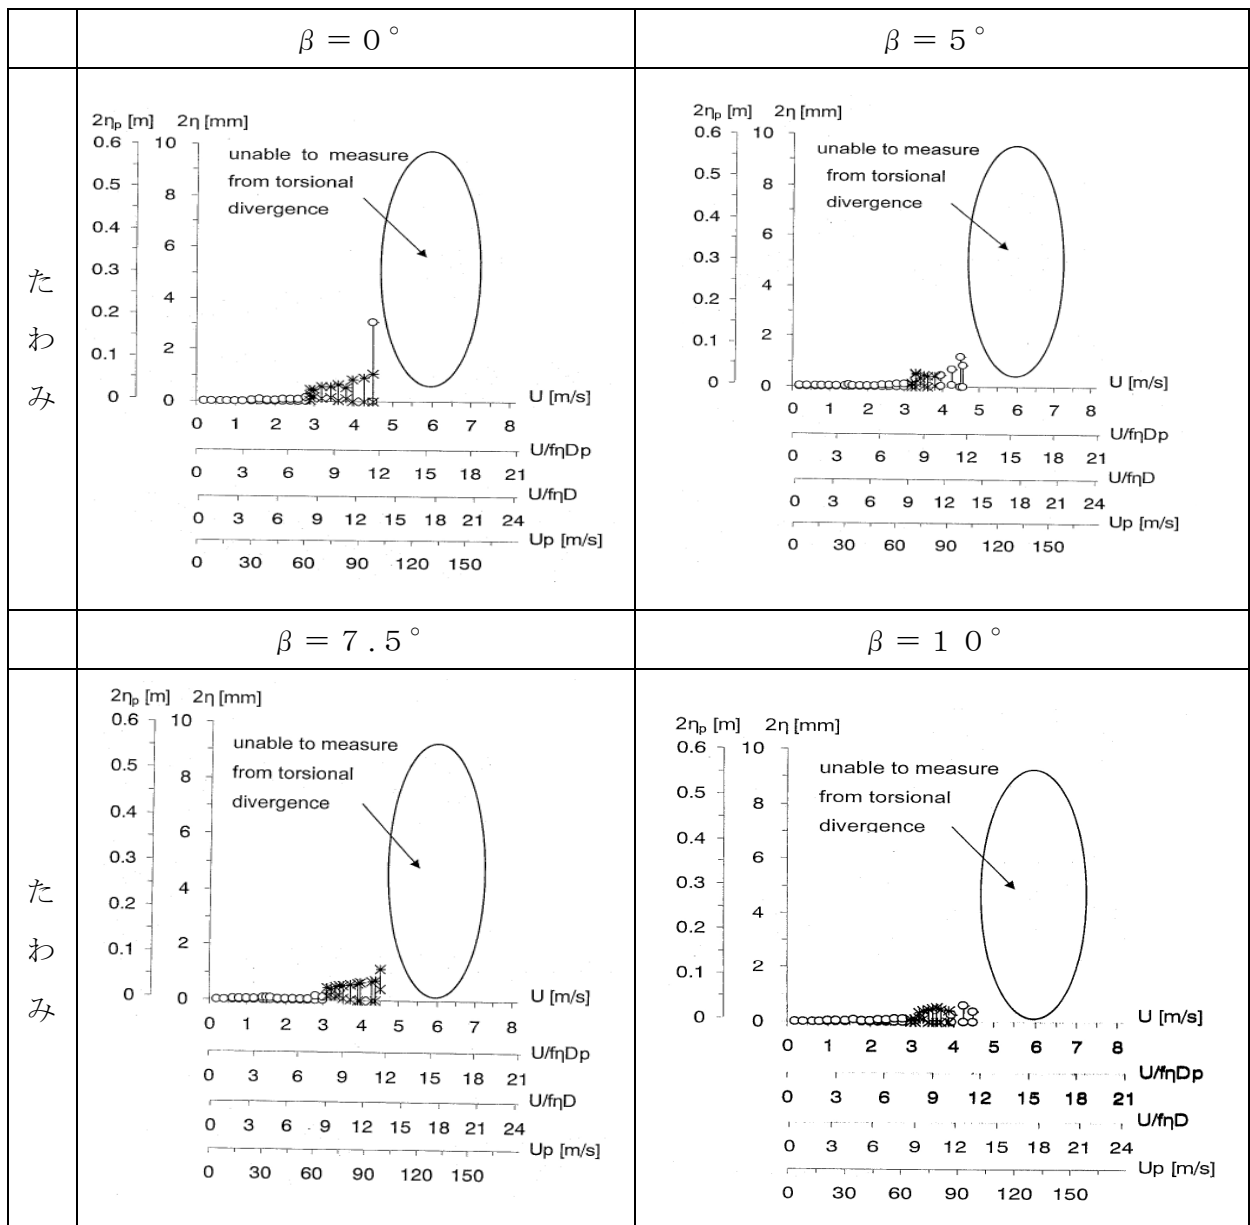 β＝０° β＝５°
たわみ
2ηp [m] 2η [mm]
0.6 10
unable to measure
from torsional
divergence
0.5 8
0.4
6
0.3
4
0.2
2
0.1
0 0
U [m/s]
0 1 2 3 4 5 6 7 8
U/fηDp
0 3 6 9 12 15 18 21
U/fηD
0 3 6 9 12 15 18 21 24
Up [m/s]
0 30 60 90 120 150
2ηp [m] 2η [mm]
0.6 10
unable to measure
from torsional
divergence
0.5 8
0.4
6
0.3
4
0.2
2
0.1
0 0
U [m/s]
0 1 2 3 4 5 6 7 8
U/fηDp
0 3 6 9 12 15 18 21
U/fηD
0 3 6 9 12 15 18 21 24
Up [m/s]
0 30 60 90 120 150
β＝７.５° β＝１０°
たわみ
2ηp [m] 2η [mm]
0.6 10
unable to measure
from torsional
divergence
0.5 8
0.4
6
0.3
4
0.2
2
0.1
0 0
U [m/s]
0 1 2 3 4 5 6 7 8
U/fηDp
0 3 6 9 12 15 18 21
U/fηD
0 3 6 9 12 15 18 21 24
Up [m/s]
0 30 60 90 120 150
2ηp [m] 2η [mm]
0.6 10
unable to measure
from torsional
divergence
0.5 8
0.4
6
0.3
4
0.2
2
0.1
0 0
U [m/s]
0 1 2 3 4 5 6 7 8
U/fηDp
0 3 6 9 12 15 18 21
U/fηD
0 3 6 9 12 15 18 21 24
Up [m/s]
0 30 60 90 120 150